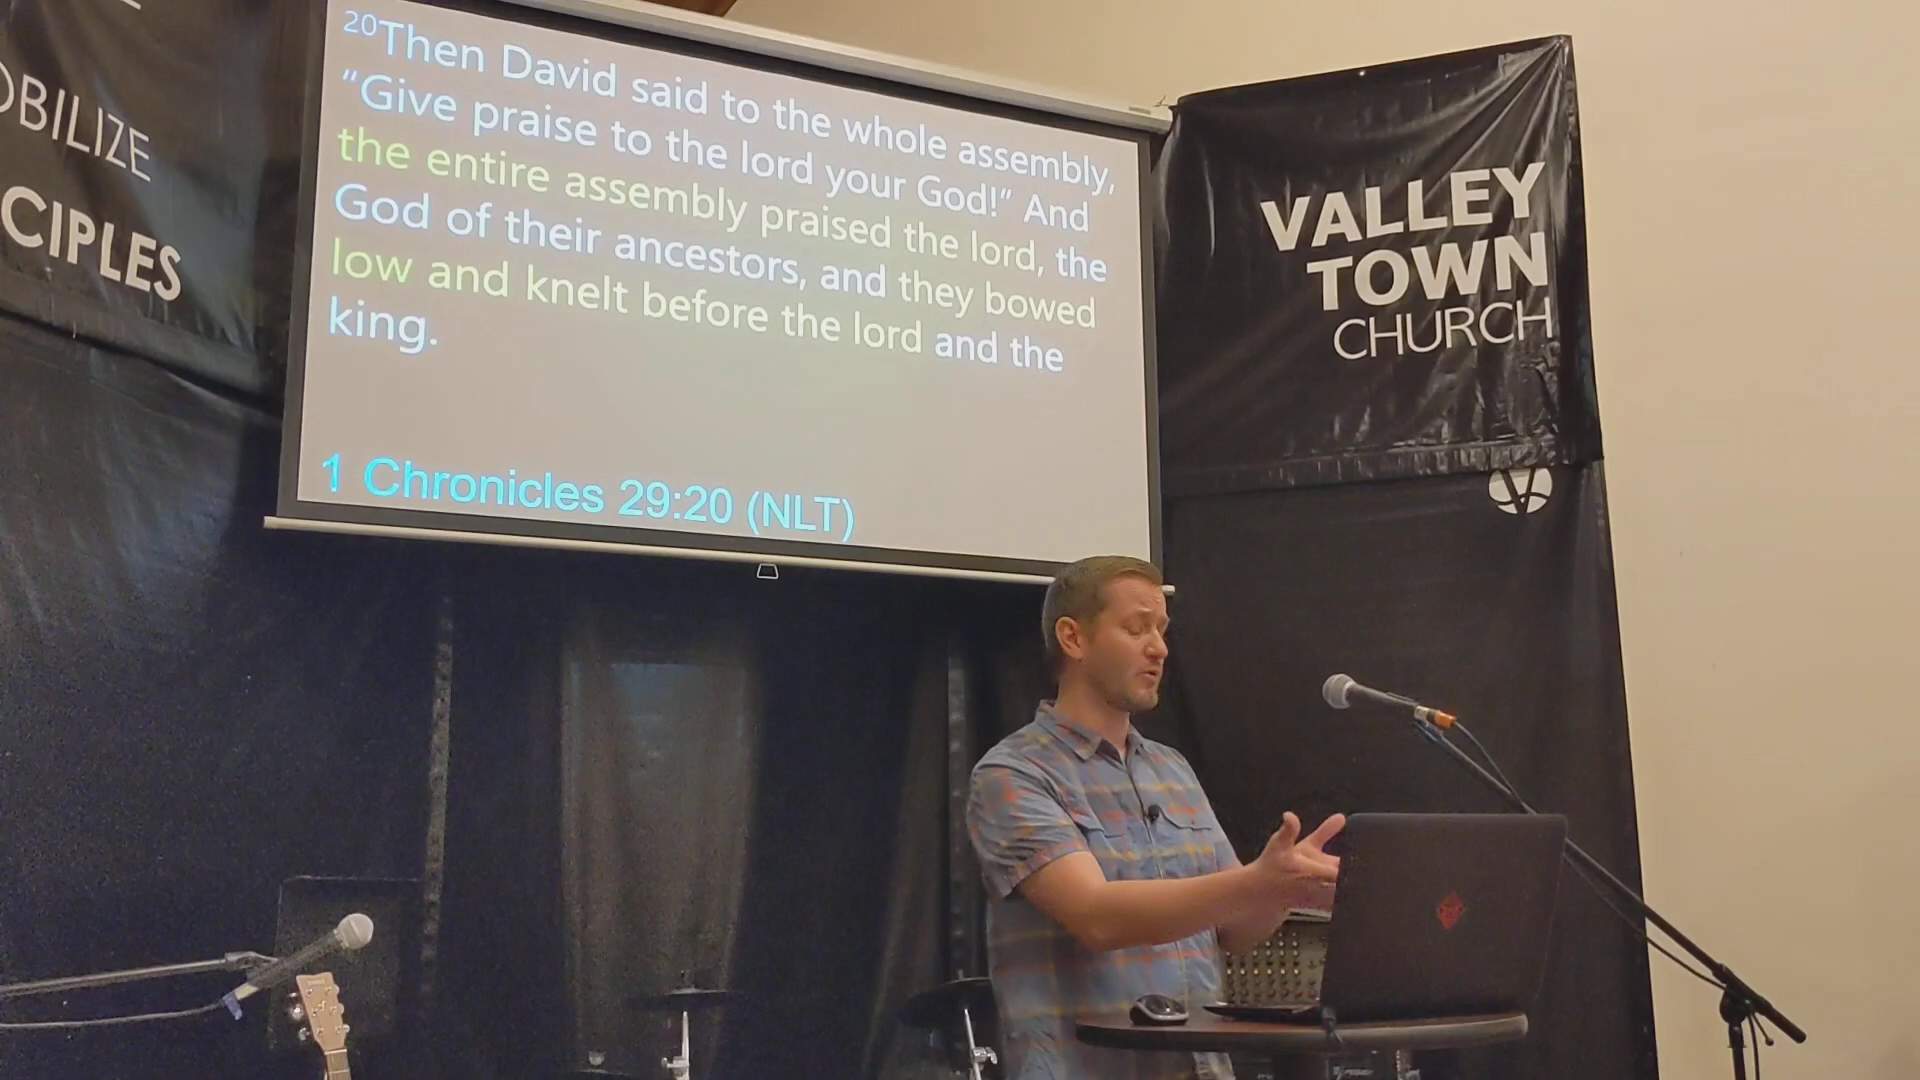 OBILIZE
CIPLES
20Then David said to the whole assembly,
“Give praise to the lord your God!” And
the entire assembly praised the lord, the
God of their ancestors, and they bowed
low and knelt before the lord and the
king.
1 Chronicles 29:20 (NLT)
VALLEY
TOWN
CHURCH